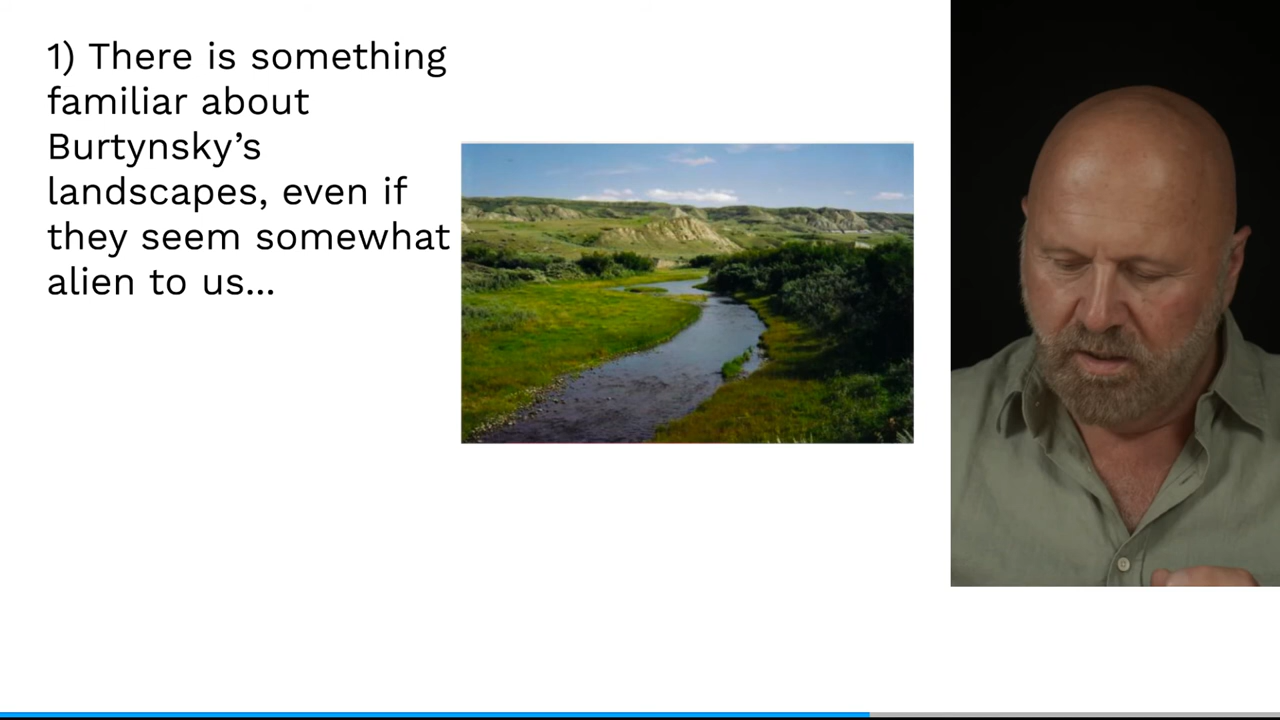 1) There is something
familiar about
Burtynsky’s
landscapes, even if
they seem somewhat
alien to us...